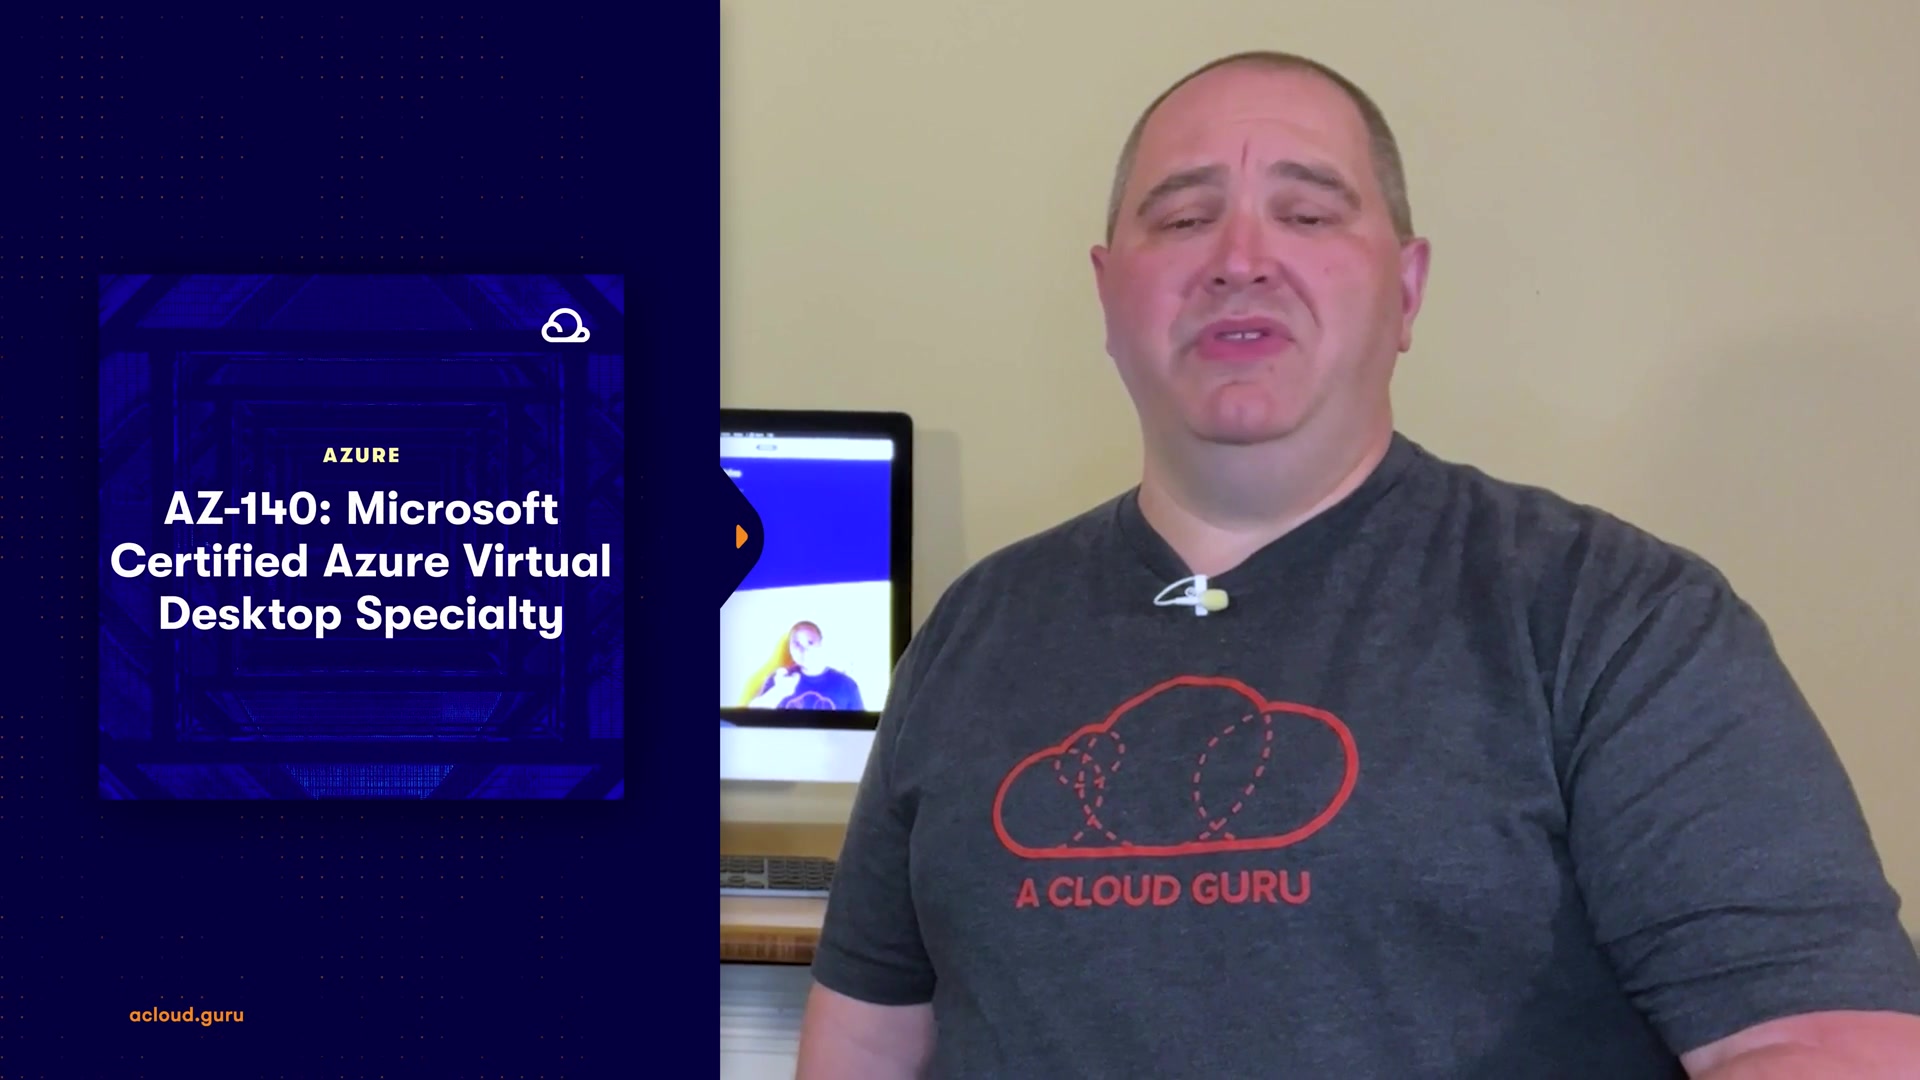 AZURE
AZ-140: Microsoft
Certified Azure Virtual
Desktop Specialty
acloud.guru
A CLOUD GURU